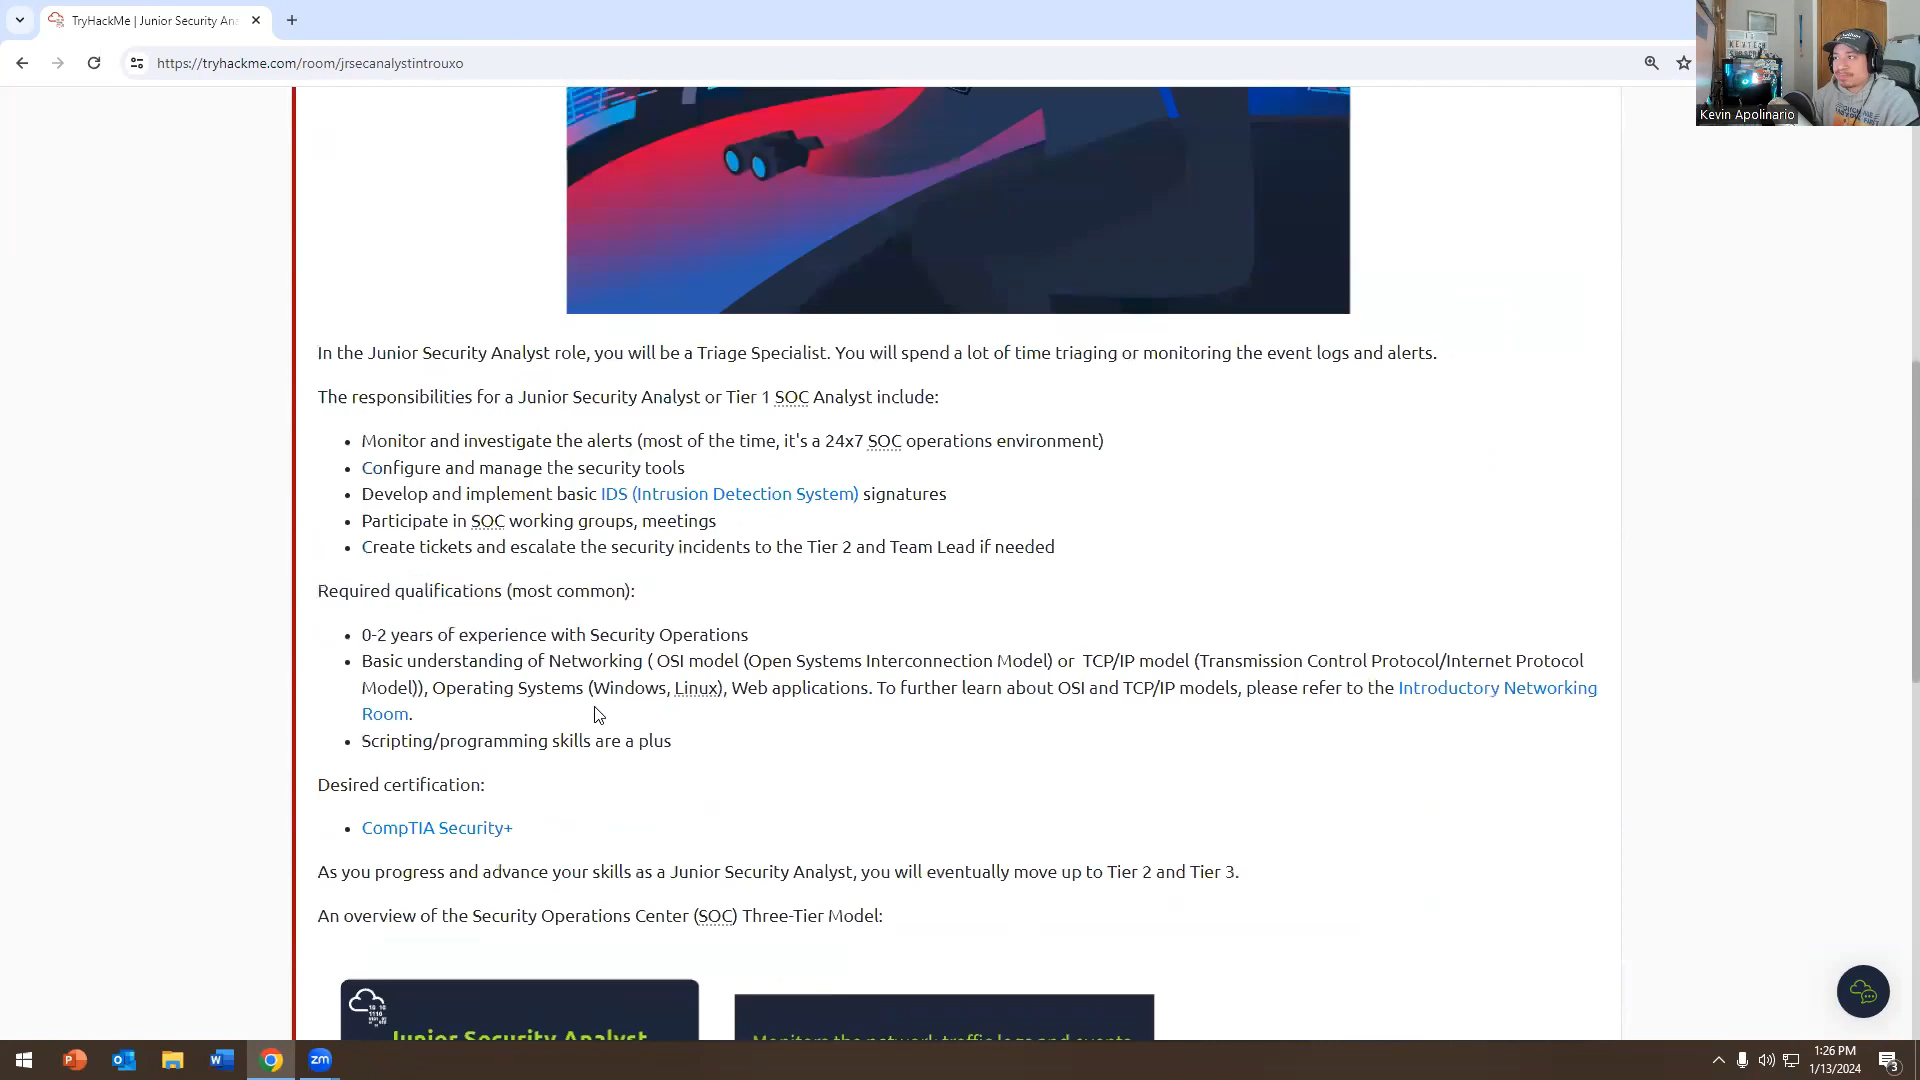 TryHackMe | Junior Security Ana
https://tryhackme.com/room/jrsecanalystintrouxo
KEVTECH
Kevin Apolinario
In the Junior Security Analyst role, you will be a Triage Specialist. You will spend a lot of time triaging or monitoring the event logs and alerts.
The responsibilities for a Junior Security Analyst or Tier 1 SOC Analyst include:
• Monitor and investigate the alerts (most of the time, it's a 24x7 SOC operations environment)
• Configure and manage the security tools
• Develop and implement basic IDS (Intrusion Detection System) signatures
• Participate in SOC working groups, meetings
• Create tickets and escalate the security incidents to the Tier 2 and Team Lead if needed
Required qualifications (most common):
• 0-2 years of experience with Security Operations
• Basic understanding of Networking ( OSI model (Open Systems Interconnection Model) or TCP/IP model (Transmission Control Protocol/Internet Protocol
Model)), Operating Systems (Windows, Linux), Web applications. To further learn about OSI and TCP/IP models, please refer to the Introductory Networking
Room.
• Scripting/programming skills are a plus
Desired certification:
• CompTIA Security+
As you progress and advance your skills as a Junior Security Analyst, you will eventually move up to Tier 2 and Tier 3.
An overview of the Security Operations Center (SOC) Three-Tier Model:
Junior Security Analyst
Monitors the network traffic logs and events
zm
1:26 PM
1/13/2024
3